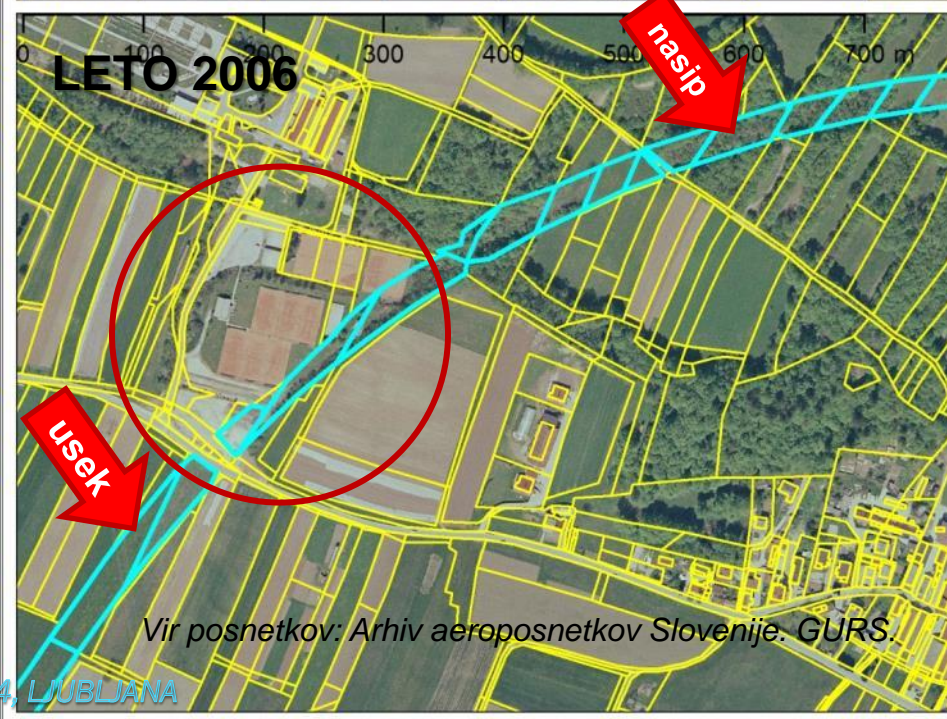 0 100 200 300 400 500 600 700 m
LETO 2006
nasip
usek
Vir posnetkov: Arhiv aeroposnetkov Slovenije. GURS.
4, LJUBLJANA